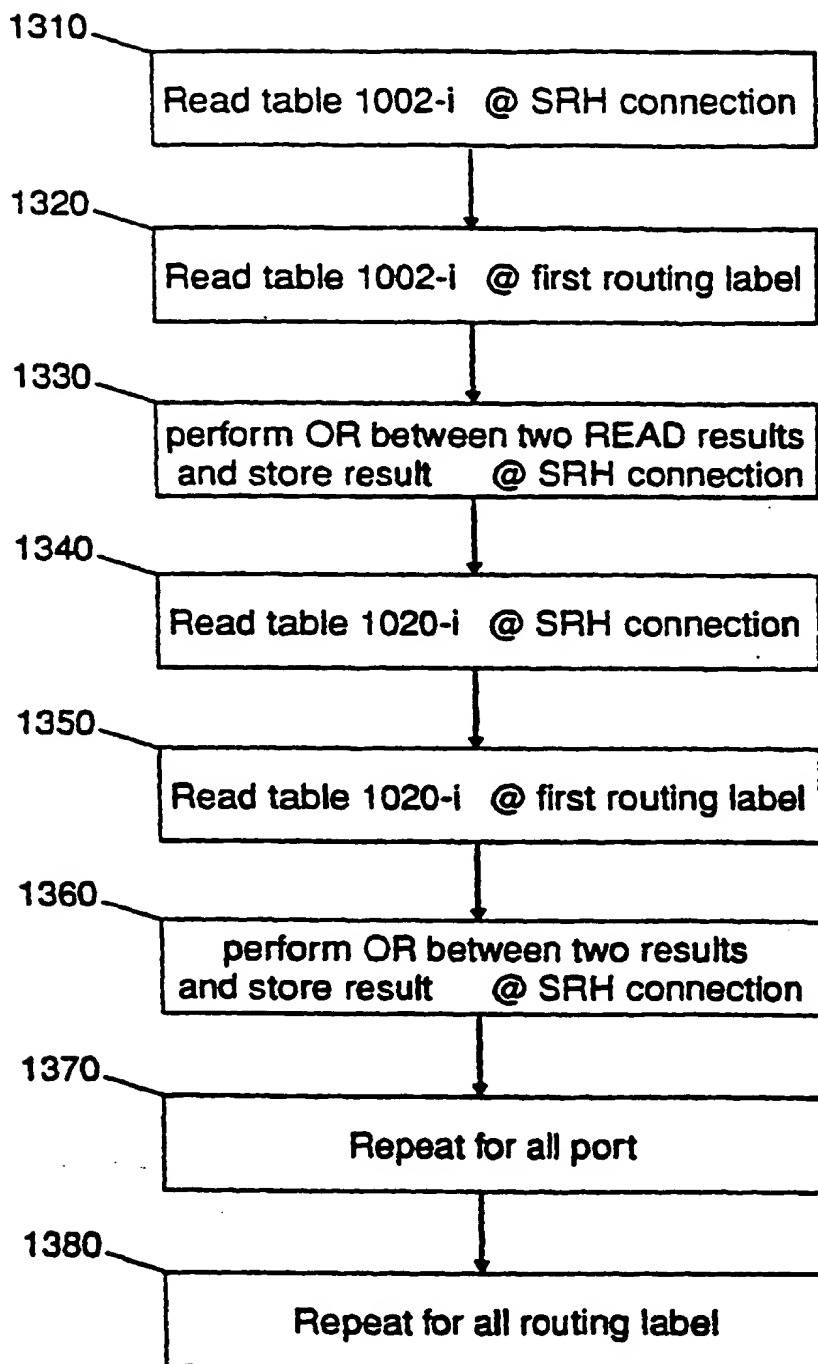 1310
Read table 1002-i @ SRH connection
1320
Read table 1002-i @ first routing label
1330
perform OR between two READ results
and store result @ SRH connection
1340
Read table 1020-i @ SRH connection
1350
Read table 1020-i @ first routing label
1360
perform OR between two results
and store result @ SRH connection
1370
Repeat for all port
1380
Repeat for all routing label